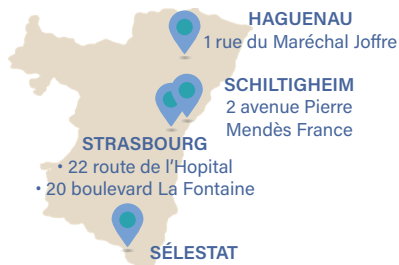 HAGUENAU
1 rue du Maréchal Joffre
SCHILTIGHEIM
2 avenue Pierre
Mendès France
STRASBOURG
• 22 route de l'Hopital
• 20 boulevard La Fontaine
SÉLESTAT